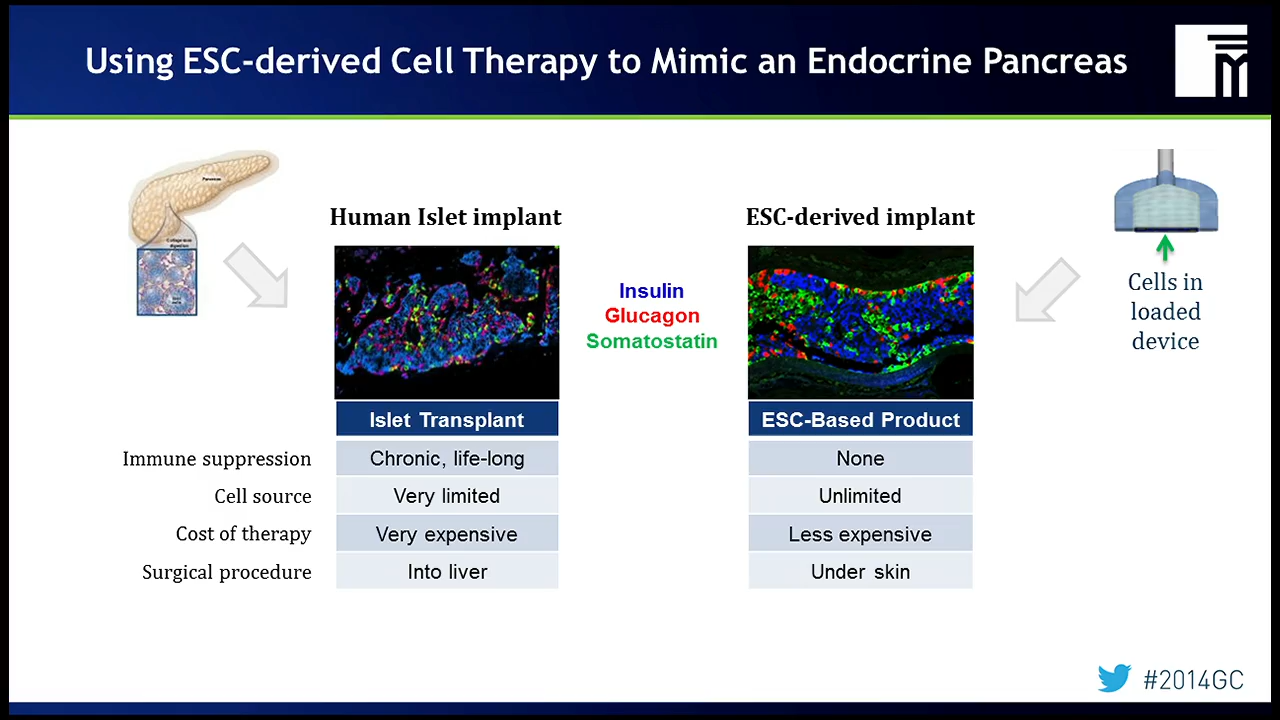 Using ESC-derived Cell Therapy to Mimic an Endocrine Pancreas
Pancreas
Human Islet implant
ESC-derived implant
Insulin
Glucagon
Somatostatin
Cells in
loaded
device
Islet Transplant
ESC-Based Product
Immune suppression
Chronic, life-long
None
Cell source
Very limited
Unlimited
Cost of therapy
Very expensive
Less expensive
Surgical procedure
Into liver
Under skin
#2014GC